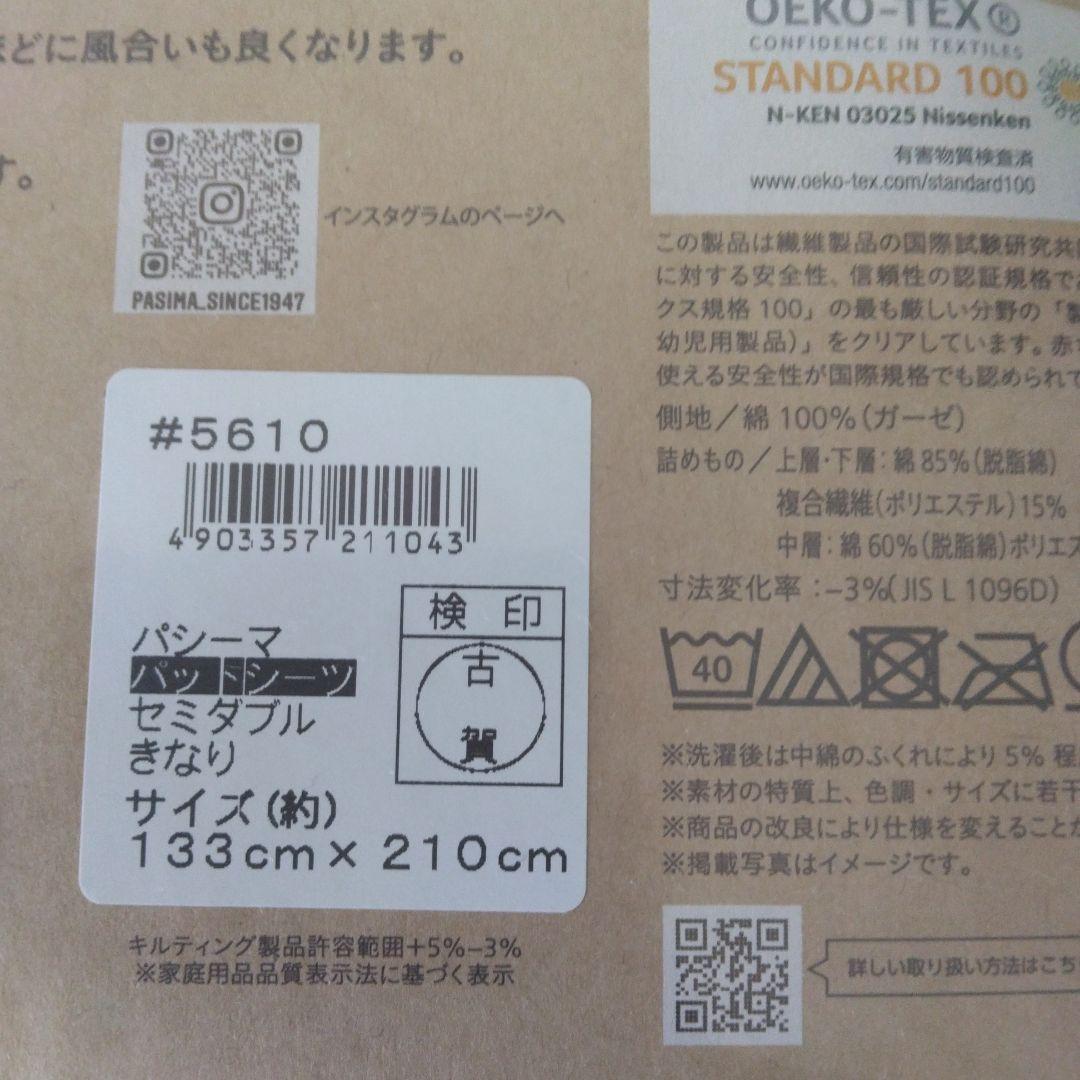 ほどに風合いも良くなります。
す。
インスタグラムのページへ
PASIMA_SINCE1947
OEKO-TEX®
CONFIDENCE IN TEXTILES
STANDARD 100
N-KEN 03025 Nissenken
有害物質検査済
www.oeko-tex.com/standard100
この製品は繊維製品の国際試験研究共
に対する安全性、信頼性の認証規格で
クス規格100」の最も厳しい分野の「製
幼児用製品)」をクリアしています。赤
使える安全性が国際規格でも認められて
側地/綿100%(ガーゼ)
詰めもの/上層・下層:綿85%(脱脂綿)
複合繊維(ポリエステル)15%
中層:綿60%(脱脂綿)ポリエス
寸法変化率:-3%(JIS L 1096D)
40
※洗濯後は中綿のふくれにより5%程
※素材の特質上、色調・サイズに若干
※商品の改良により仕様を変えることが
※掲載写真はイメージです。
詳しい取り扱い方法はこち
#5610
4903357211043
検印
古賀
パシーマ
パットシーツ
セミダブル
きなり
サイズ(約)
133cm×210cm
キルティング製品許容範囲+5%-3%
※家庭用品品質表示法に基づく表示